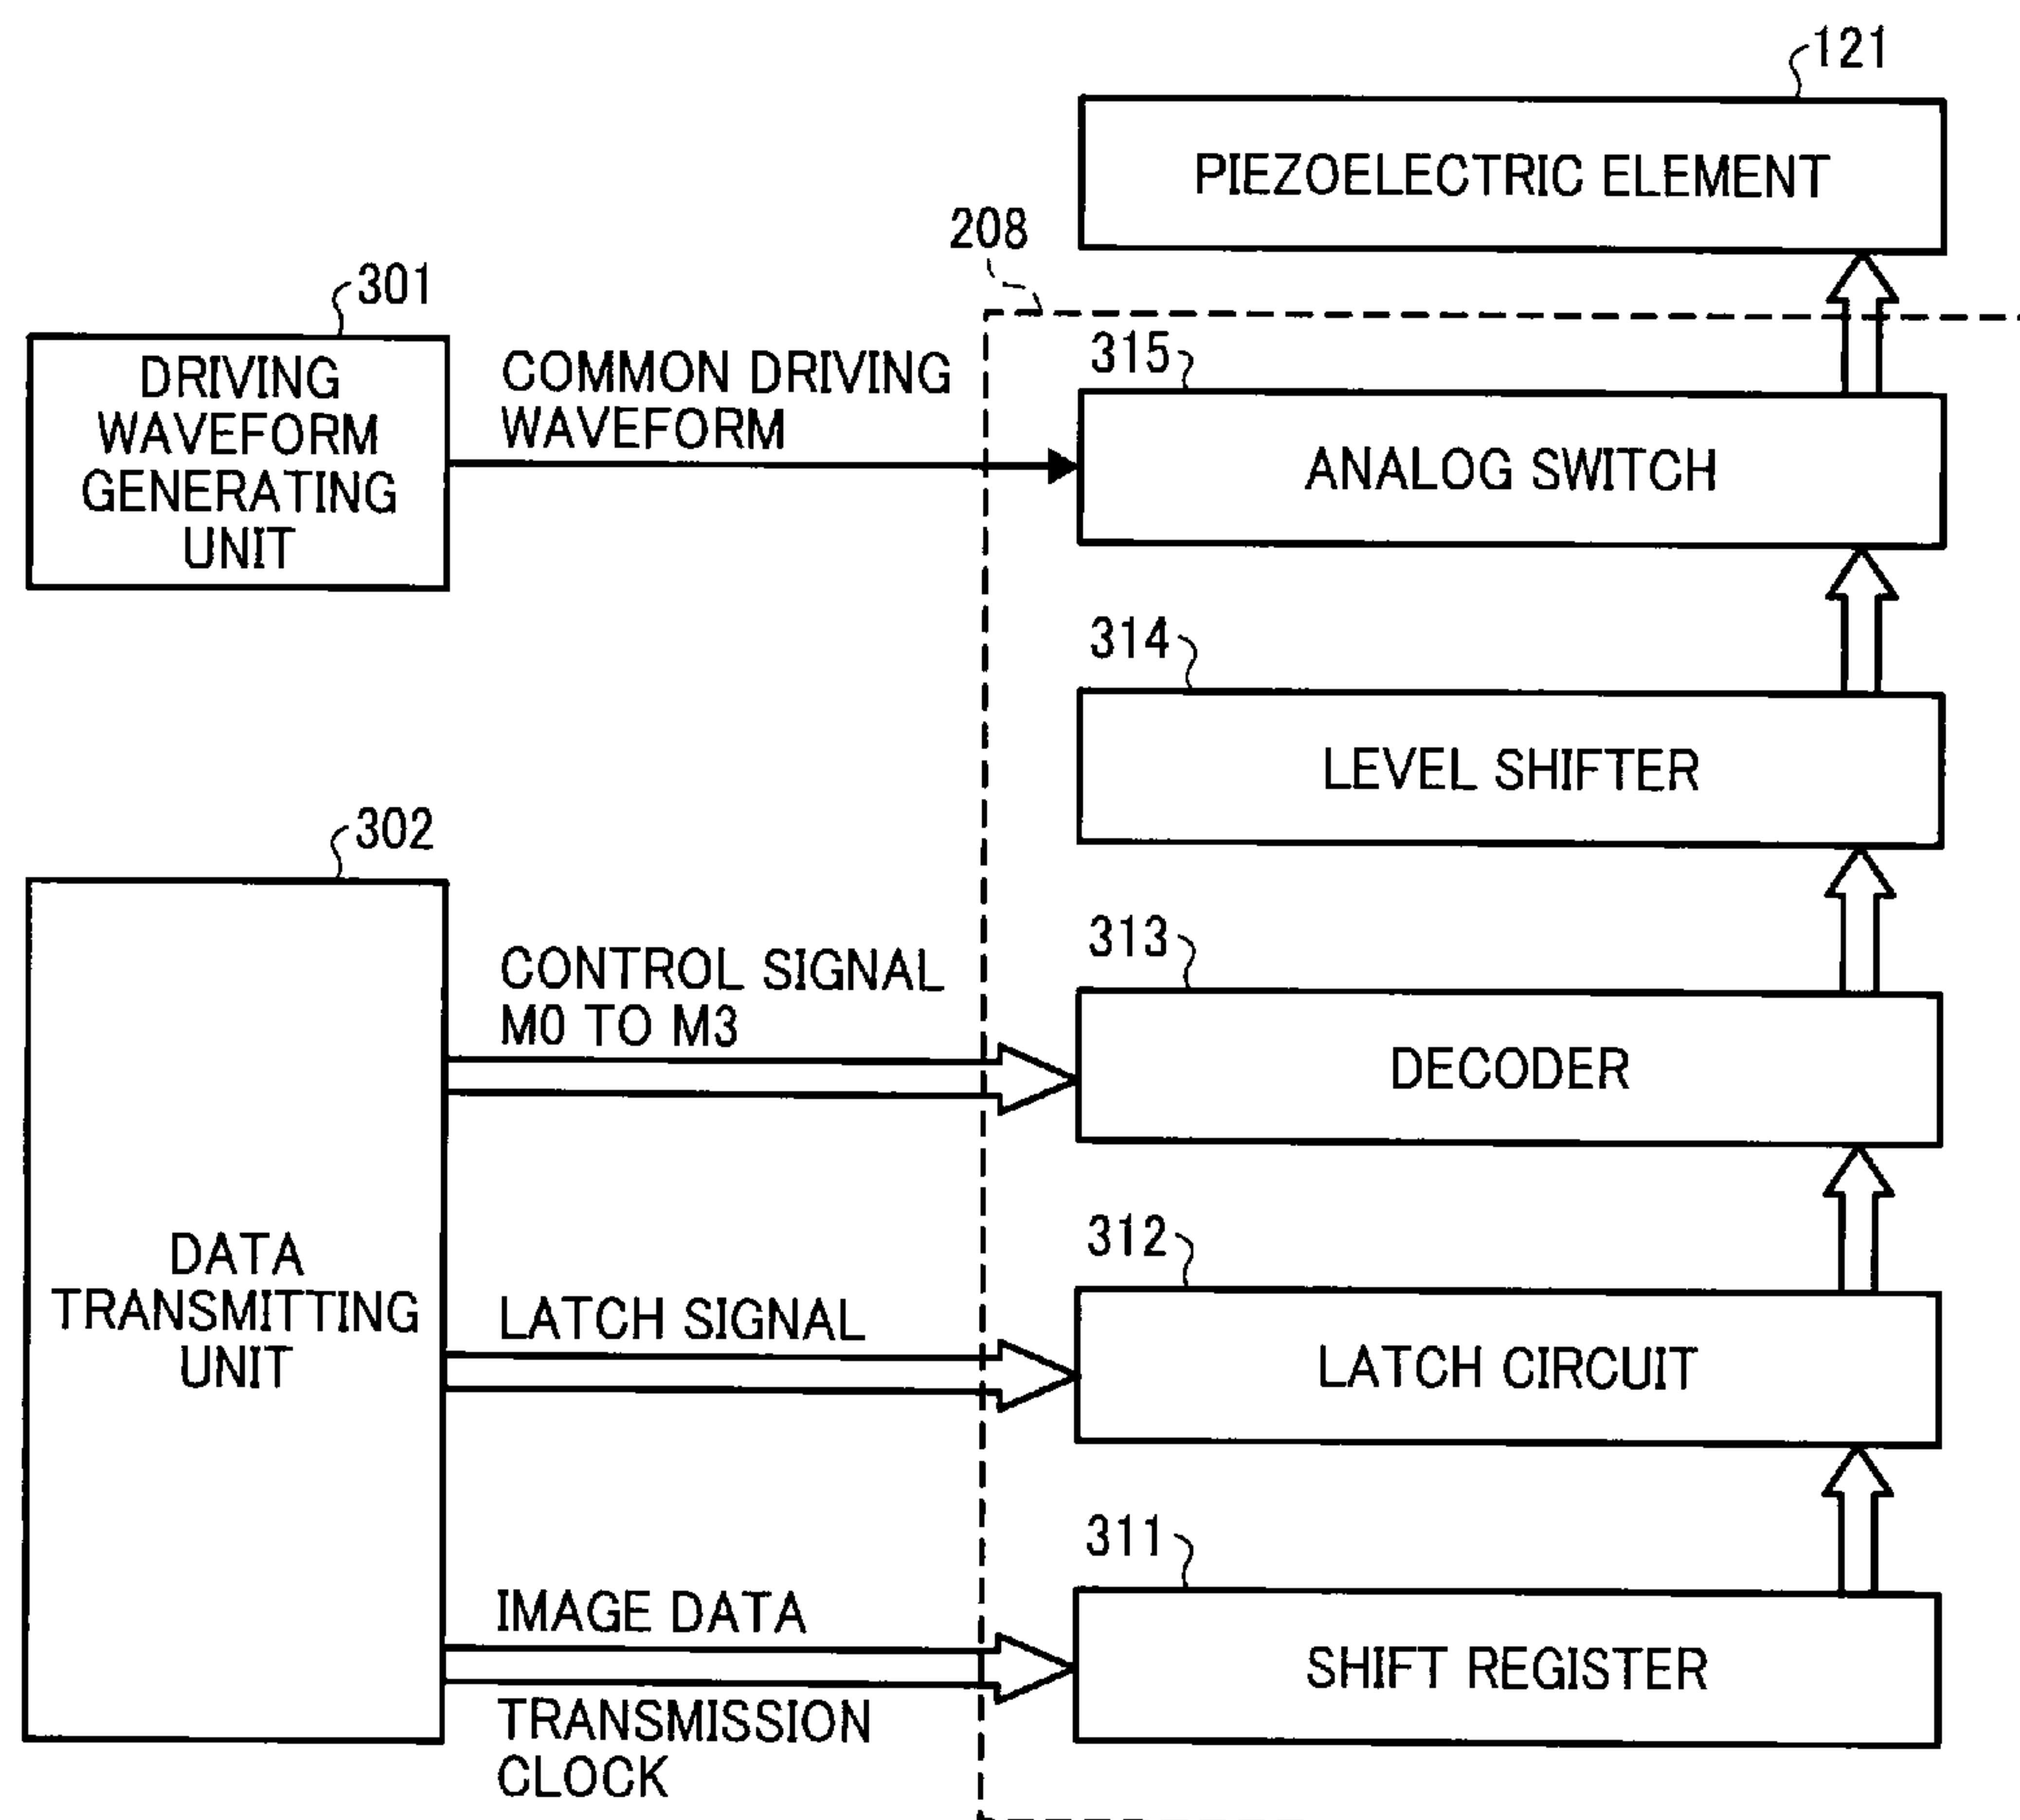 121
PIEZOELECTRIC ELEMENT
208
301
DRIVING
WAVEFORM
GENERATING
UNIT
COMMON DRIVING
WAVEFORM
315
ANALOG SWITCH
314
LEVEL SHIFTER
302
DATA
TRANSMITTING
UNIT
CONTROL SIGNAL
M0 TO M3
313
DECODER
LATCH SIGNAL
312
LATCH CIRCUIT
IMAGE DATA
TRANSMISSION
CLOCK
311
SHIFT REGISTER